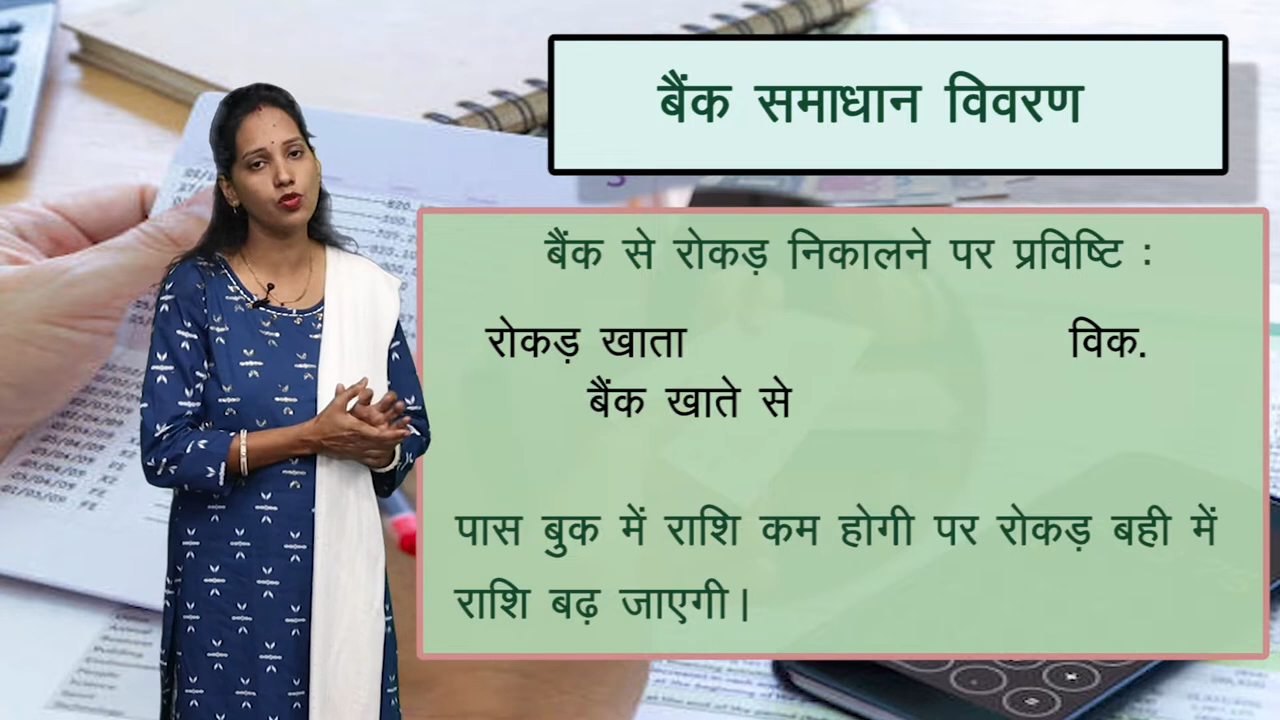 बैंक समाधान विवरण
बैंक से रोकड़ निकालने पर प्रविष्टि :
रोकड़ खाता विक.
बैंक खाते से
पास बुक में राशि कम होगी पर रोकड़ बही में
राशि बढ़ जाएगी।